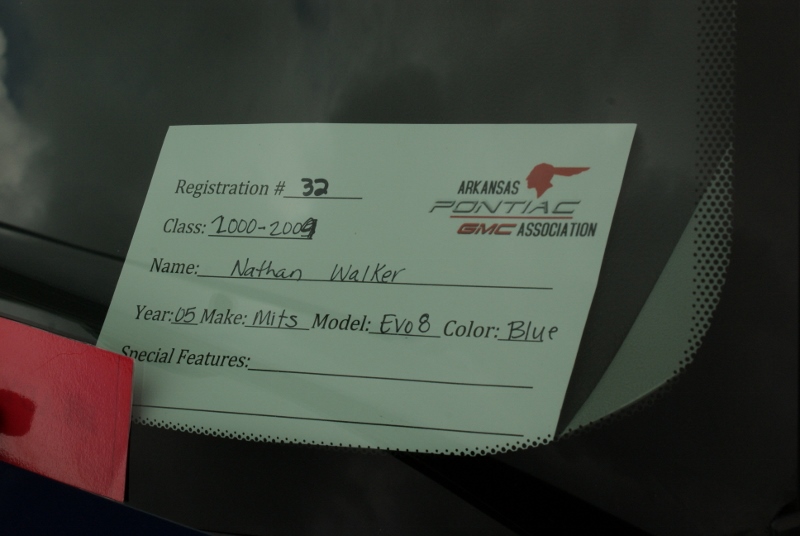 Registration # 32
ARKANSAS
PONTIAC
GMC ASSOCIATION
Class: 2000-2009
Name: Nathan Walker
Year: 05 Make: Mits Model: Evo 8 Color: Blue
Special Features: